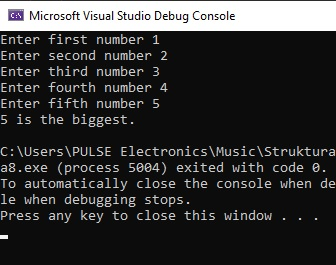 Microsoft Visual Studio Debug Console
Enter first number 1
Enter second number 2
Enter third number 3
Enter fourth number 4
Enter fifth number 5
5 is the biggest.
C:\Users\PULSE Electronics\Music\Struktura
a8.exe (process 5004) exited with code 0.
To automatically close the console when de
le when debugging stops.
Press any key to close this window . . .